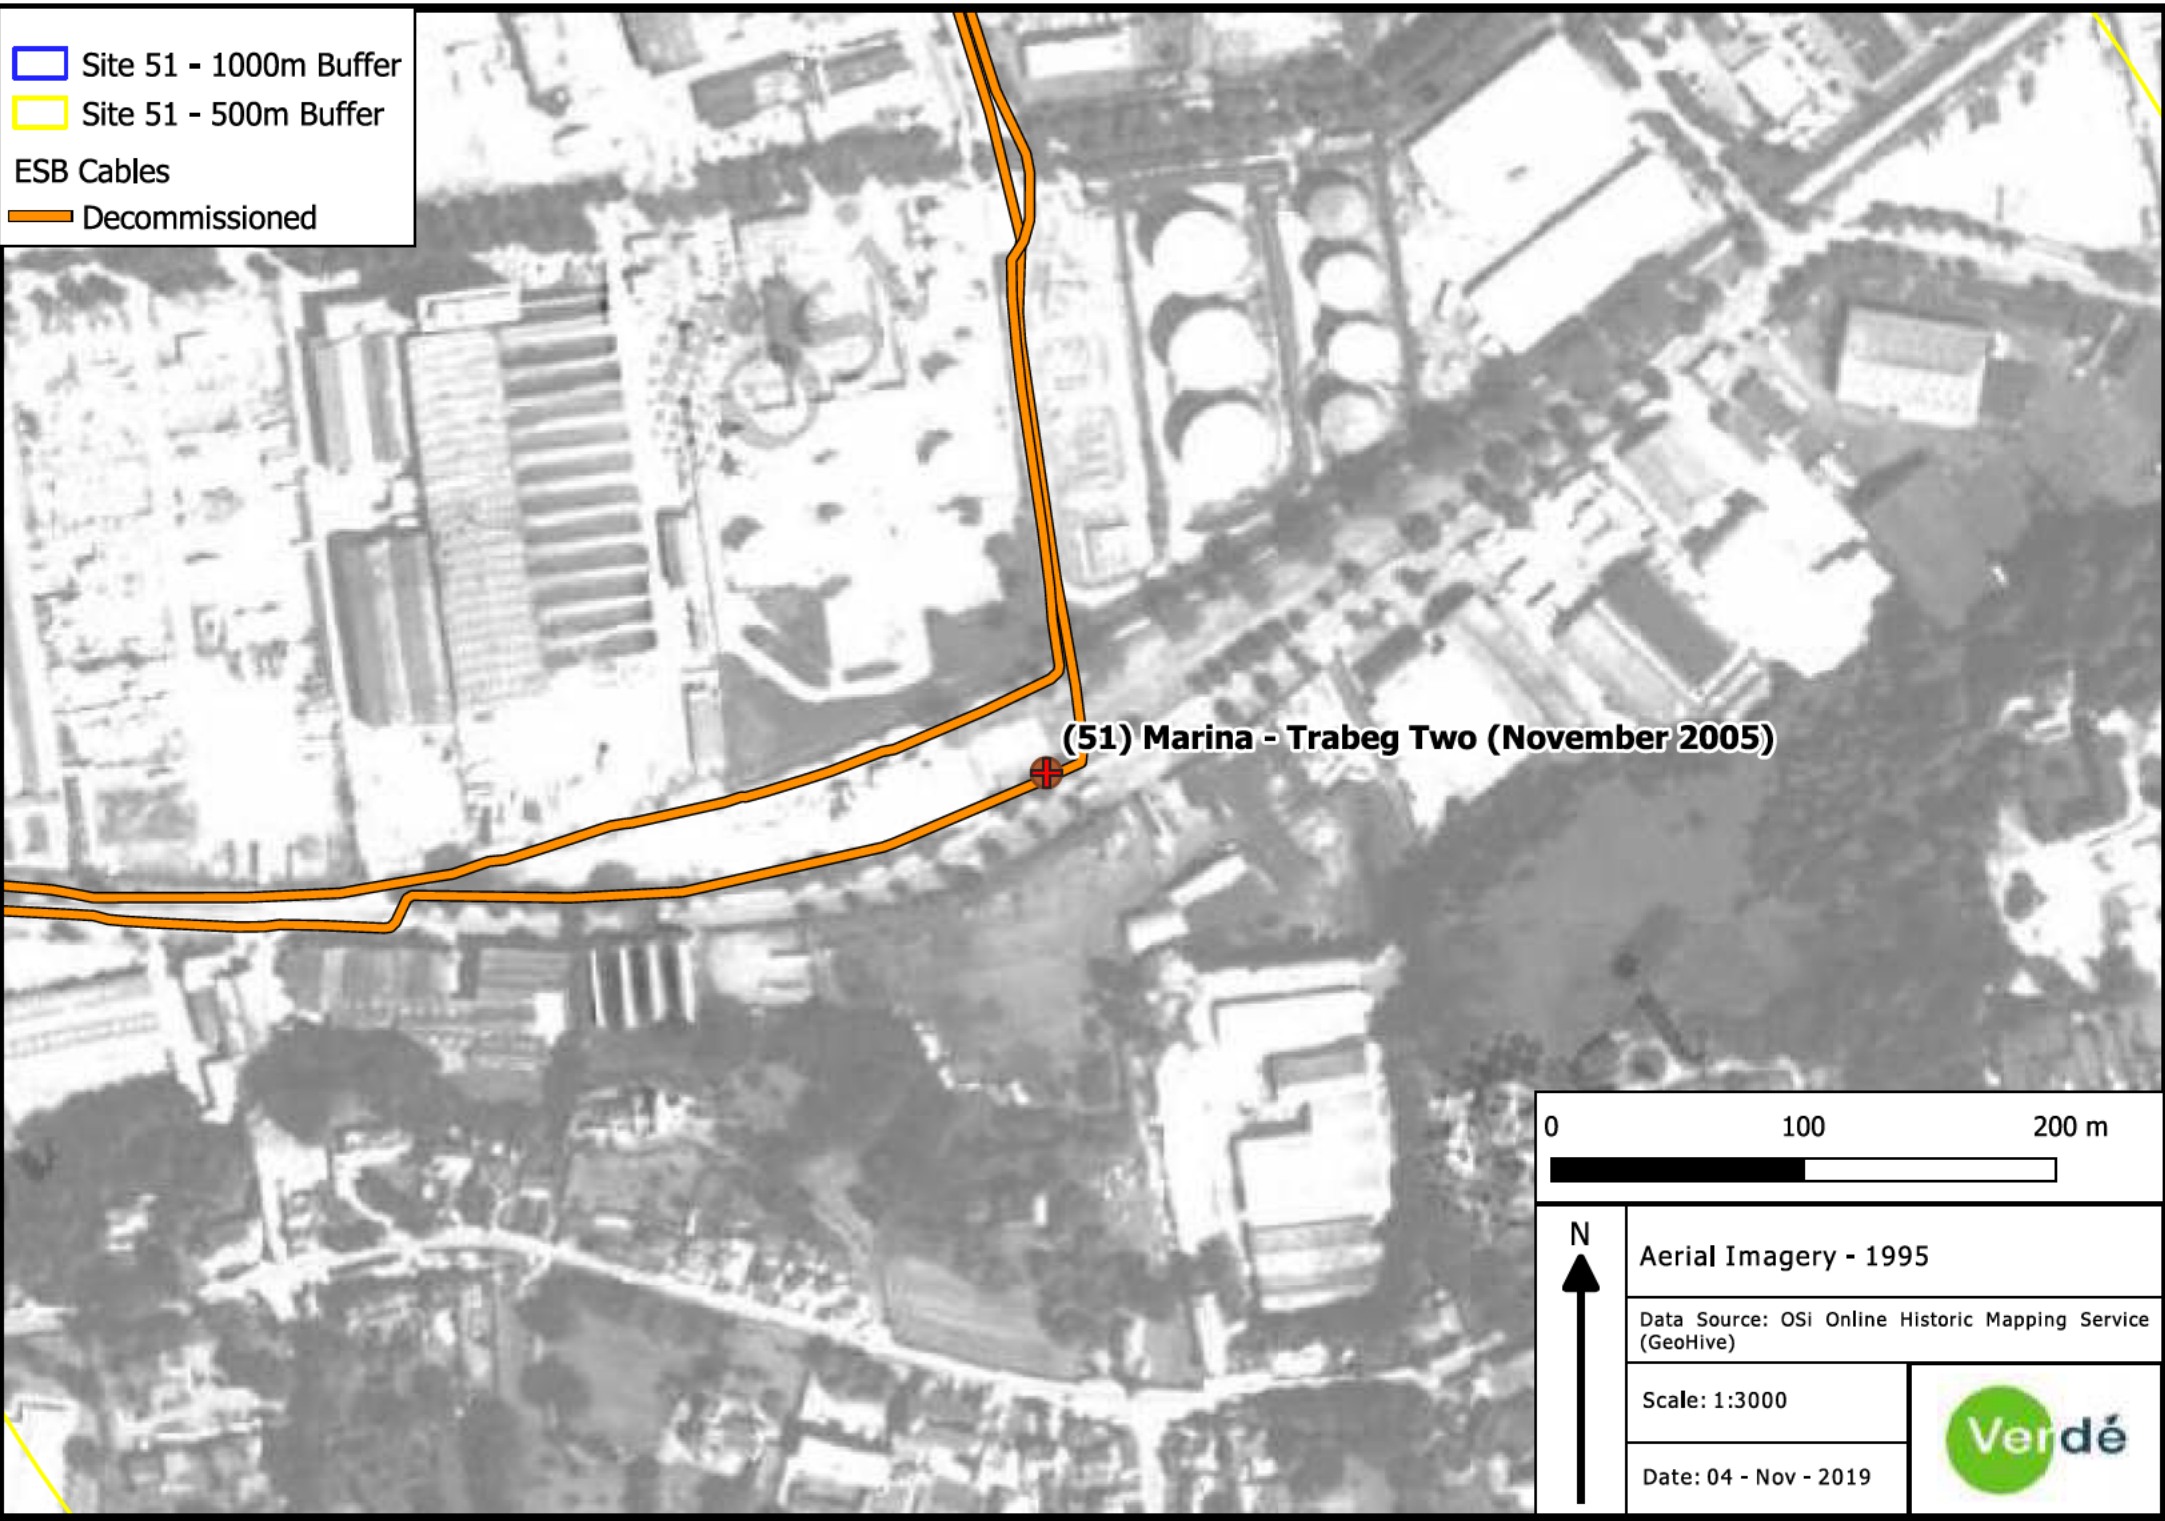 Site 51 - 1000m Buffer
Site 51 - 500m Buffer
ESB Cables
Decommissioned
(51) Marina - Trabeg Two (November 2005)
0 100 200 m
N
Aerial Imagery - 1995
Data Source: OSi Online Historic Mapping Service
(GeoHive)
Scale: 1:3000
Date: 04 - Nov - 2019
Verdé